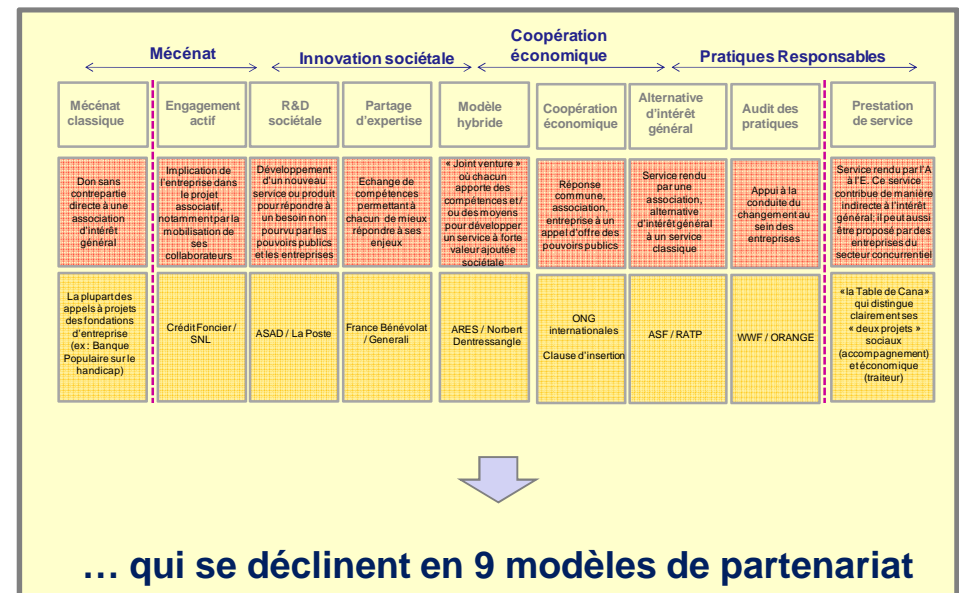 Mécénat
Innovation sociétale
Coopération
économique
Pratiques Responsables
Mécénat
classique
Engagement
actif
R&D
sociétale
Partage
d'expertise
Modèle
hybride
Coopération
économique
Alternative
d'intérêt
général
Audit des
pratiques
Prestation
de service
Don sans
contrepartie
directe à une
association
d'intérêt
général
Implication de
l'entreprise dans
le projet
associatif,
notamment par la
mobilisation de
ses
collaborateurs
Développement
d'un nouveau
service ou produit
pour répondre à
un besoin non
pourvu par les
pouvoirs publics
et les entreprises
Echange de
compétences
permettant à
chacun de mieux
répondre à ses
enjeux
« Joint venture »
où chacun
apporte des
compétences et /
ou des moyens
pour développer
un service à forte
valeur ajoutée
sociétale
Réponse
commune,
association,
entreprise à un
appel d'offre des
pouvoirs publics
Service rendu
par une
association,
alternative
d'intérêt général
à un service
classique
Appui à la
conduite du
changement au
sein des
entreprises
Service rendu par l'A
à l'E. Ce service
contribue de manière
indirecte à l'intérêt
général; il peut aussi
être proposé par des
entreprises du
secteur concurrentiel
La plupart des
appels à projets
des fondations
d'entreprise
(ex : Banque
Populaire sur le
handicap)
Crédit Foncier /
SNL
ASAD / La Poste
France Bénévolat
/ Generali
ARES / Norbert
Dentressangle
ONG
internationales
Clause d'insertion
ASF / RATP
WWF / ORANGE
«la Table de Cana»
qui distingue
clairement ses
« deux projets »
sociaux
(accompagnement)
et économique
(traiteur)
… qui se déclinent en 9 modèles de partenariat